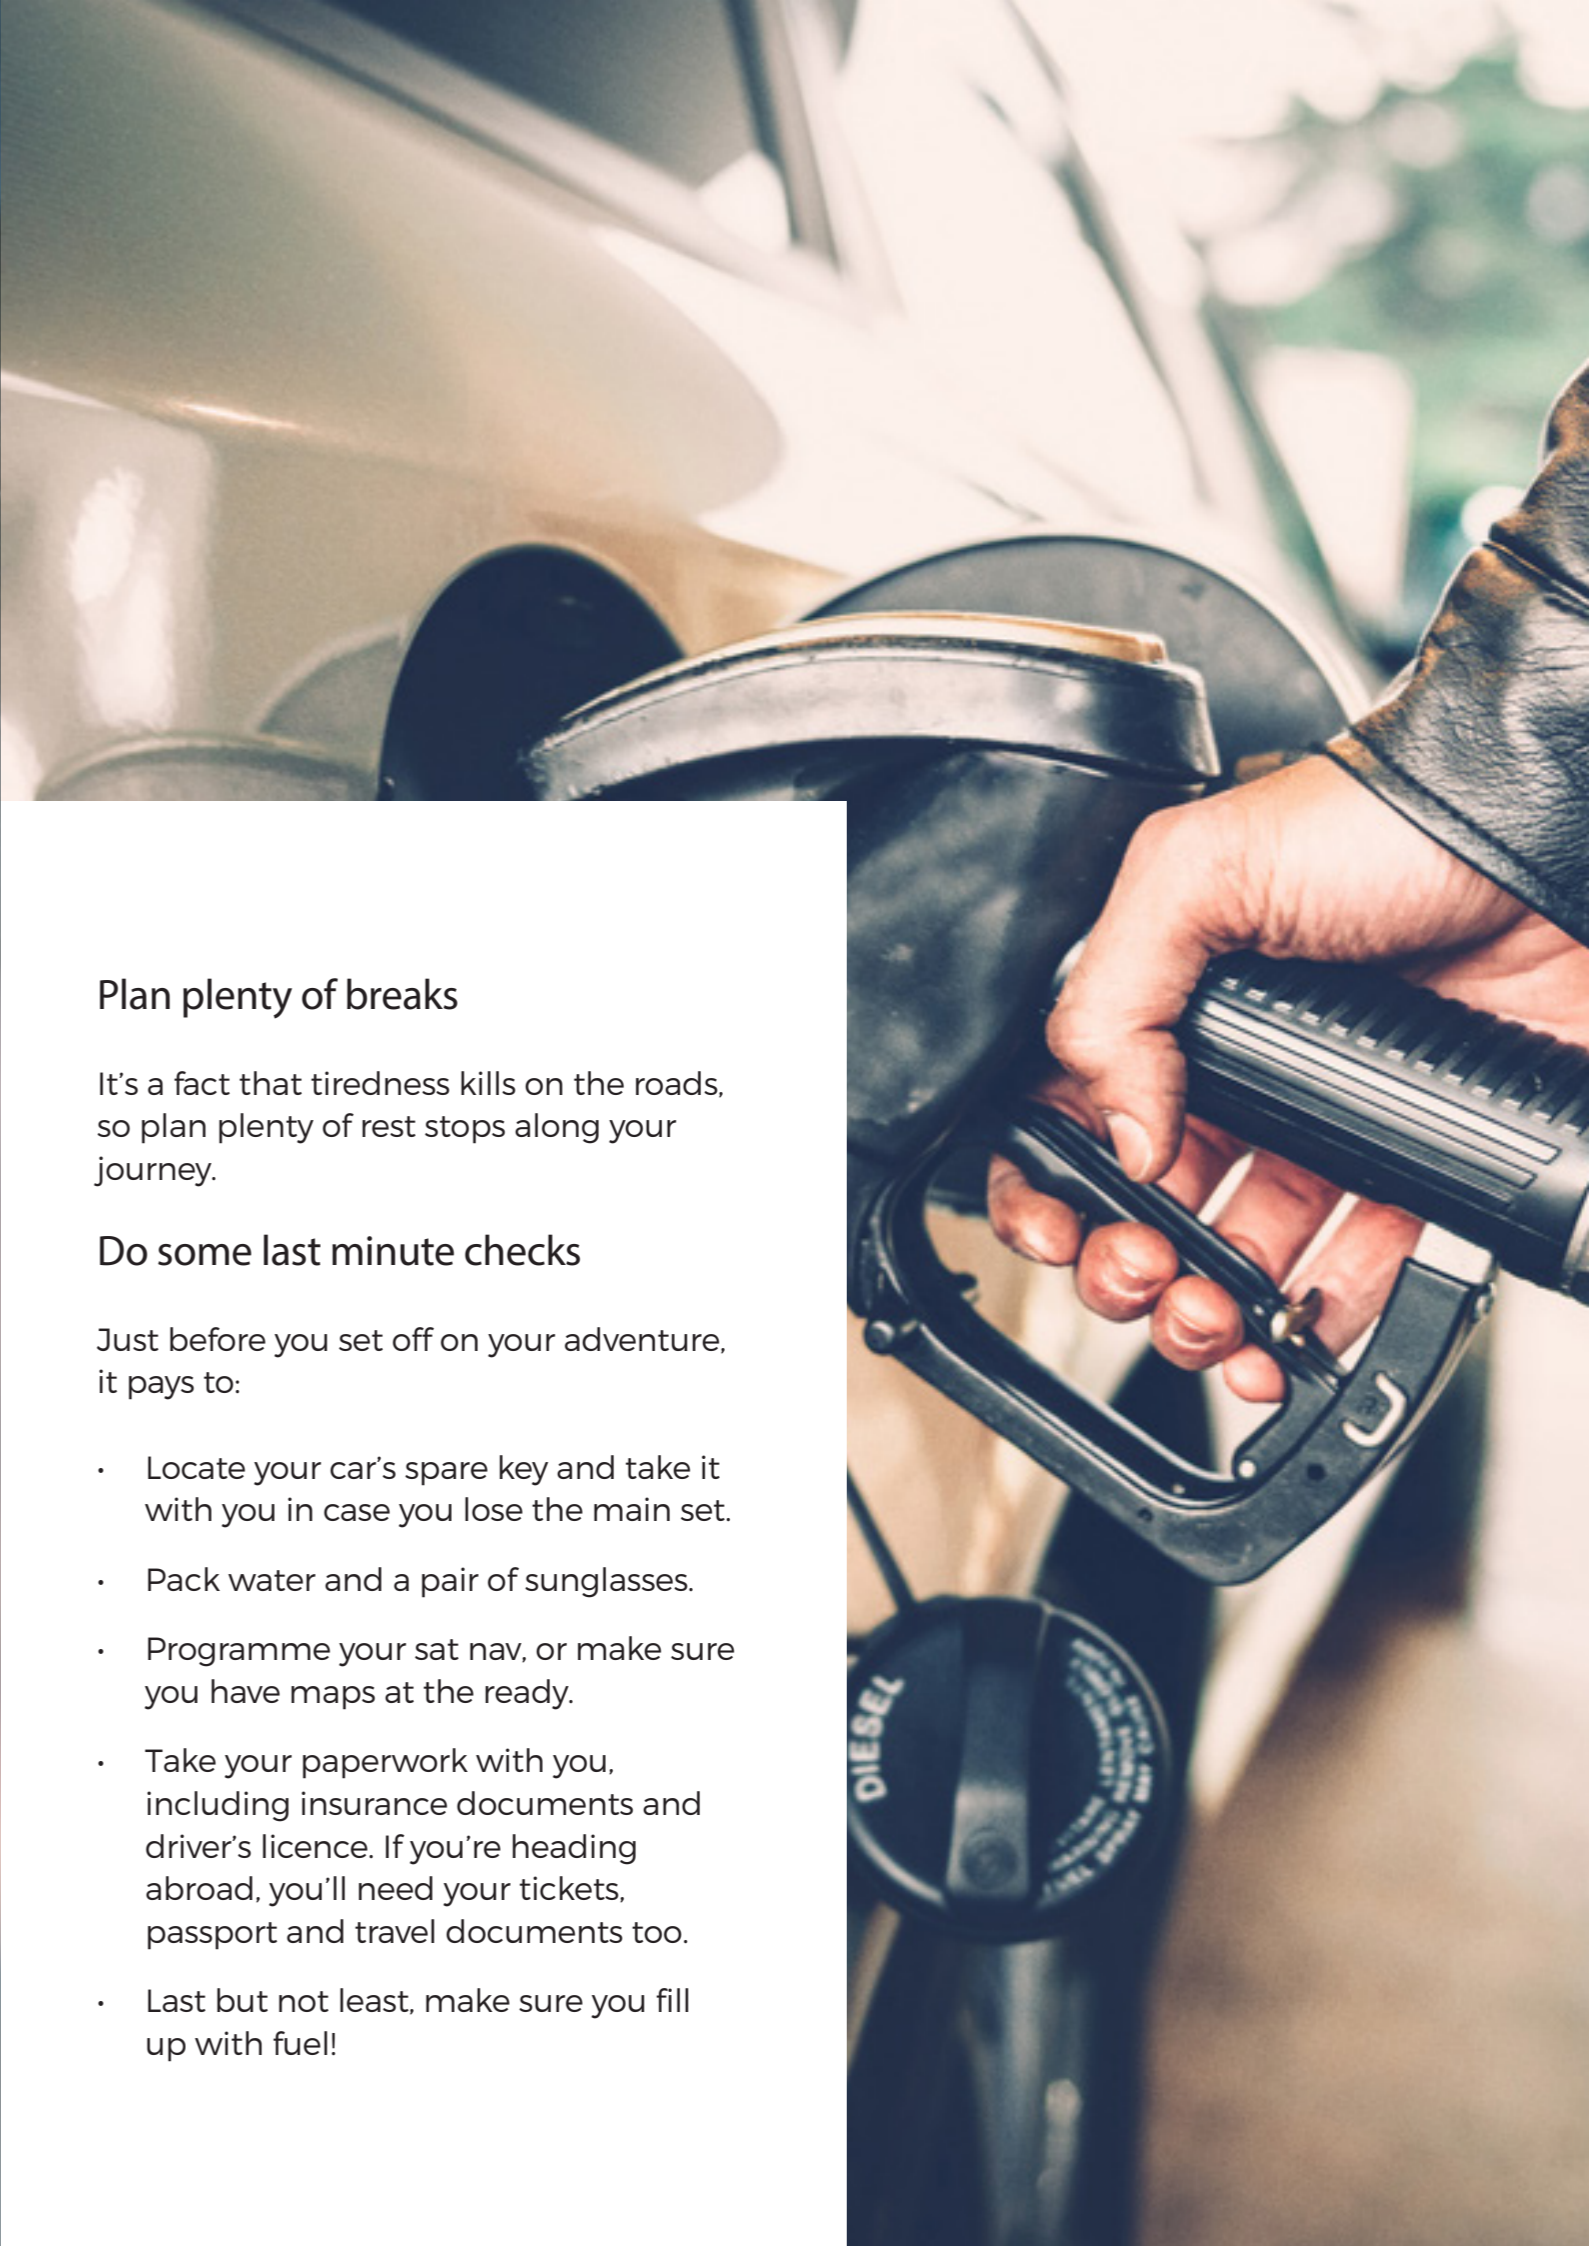 Plan plenty of breaks
It’s a fact that tiredness kills on the roads,
so plan plenty of rest stops along your
journey.
Do some last minute checks
Just before you set off on your adventure,
it pays to:
• Locate your car’s spare key and take it
with you in case you lose the main set.
• Pack water and a pair of sunglasses.
• Programme your sat nav, or make sure
you have maps at the ready.
• Take your paperwork with you,
including insurance documents and
driver’s licence. If you’re heading
abroad, you’ll need your tickets,
passport and travel documents too.
• Last but not least, make sure you fill
up with fuel!
DIESEL